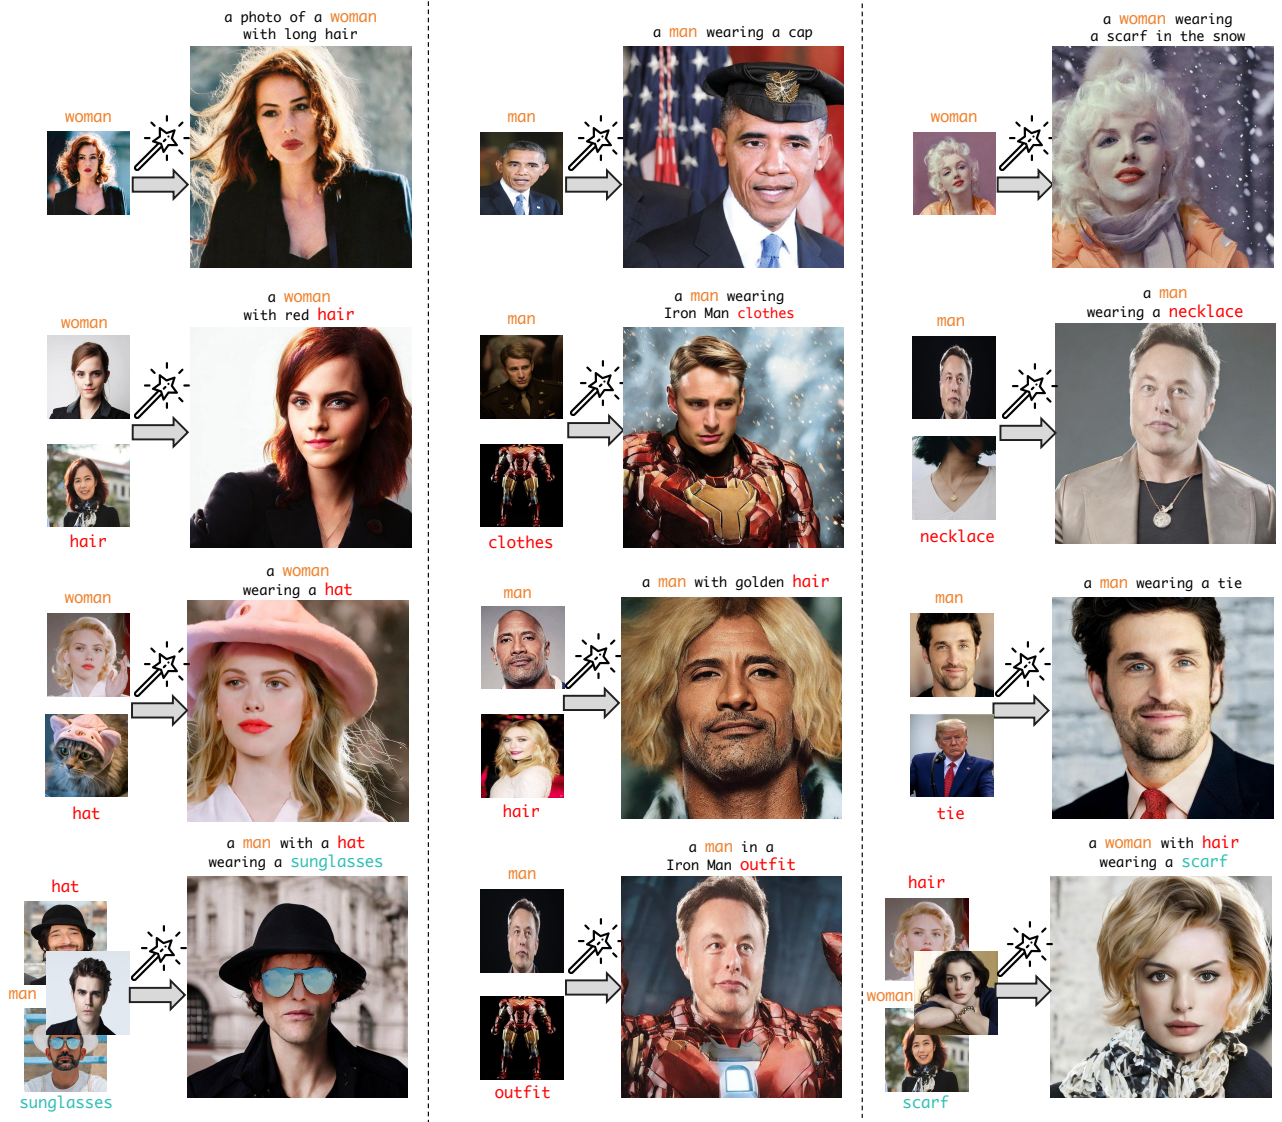 a photo of a woman
with long hair
woman
a man wearing a cap
man
a woman wearing
a scarf in the snow
woman
a woman
with red hair
woman
hair
a man wearing
Iron Man clothes
man
clothes
a man
wearing a necklace
man
necklace
a woman
wearing a hat
woman
hat
a man with golden hair
man
hair
a man wearing a tie
man
tie
a man with a hat
wearing a sunglasses
hat
man
sunglasses
a man in a
Iron Man outfit
man
outfit
a woman with hair
wearing a scarf
hair
woman
scarf